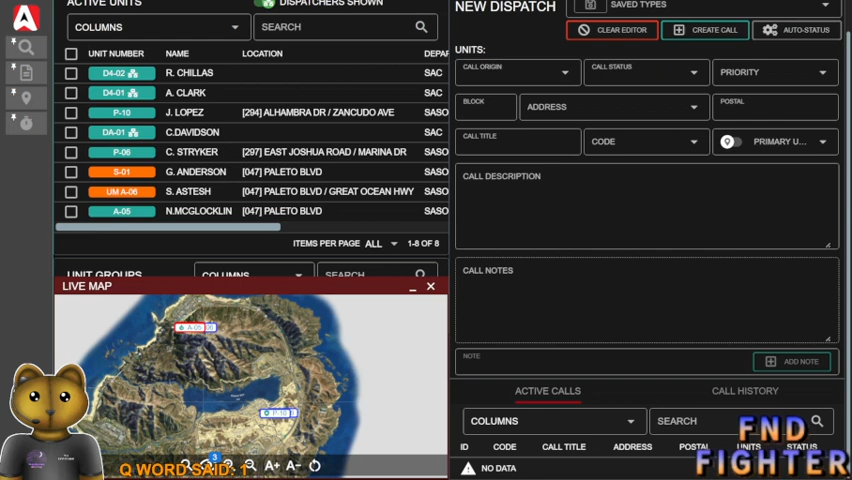 ACTIVE UNITS
DISPATCHERS SHOWN
COLUMNS
SEARCH
UNIT NUMBER NAME LOCATION DEPAR
D4-02 R. CHILLAS SAC
D4-01 A. CLARK SAC
P-10 J. LOPEZ [294] ALHAMBRA DR / ZANCUDO AVE SASO
DA-01 C.DAVIDSON SAC
P-06 C. STRYKER [297] EAST JOSHUA ROAD / MARINA DR SASO
S-01 G. ANDERSON [047] PALETO BLVD SASO
UM A-06 S. ASTESH [047] PALETO BLVD / GREAT OCEAN HWY SASO
A-05 N.MCGLOCKLIN [047] PALETO BLVD SASO
ITEMS PER PAGE ALL 1-8 OF 8
UNIT GROUPS
COLUMNS
SEARCH
LIVE MAP
A-05
P-10
3
A+ A-
Q WORD SAID: 1
NEW DISPATCH
SAVED TYPES
CLEAR EDITOR
CREATE CALL
AUTO-STATUS
UNITS:
CALL ORIGIN
CALL STATUS
PRIORITY
BLOCK
ADDRESS
POSTAL
CALL TITLE
CODE
PRIMARY U...
CALL DESCRIPTION
CALL NOTES
NOTE
ADD NOTE
ACTIVE CALLS
CALL HISTORY
COLUMNS
SEARCH
ID CODE CALL TITLE ADDRESS POSTAL UNITS STATUS
NO DATA
FND
FIGHTER